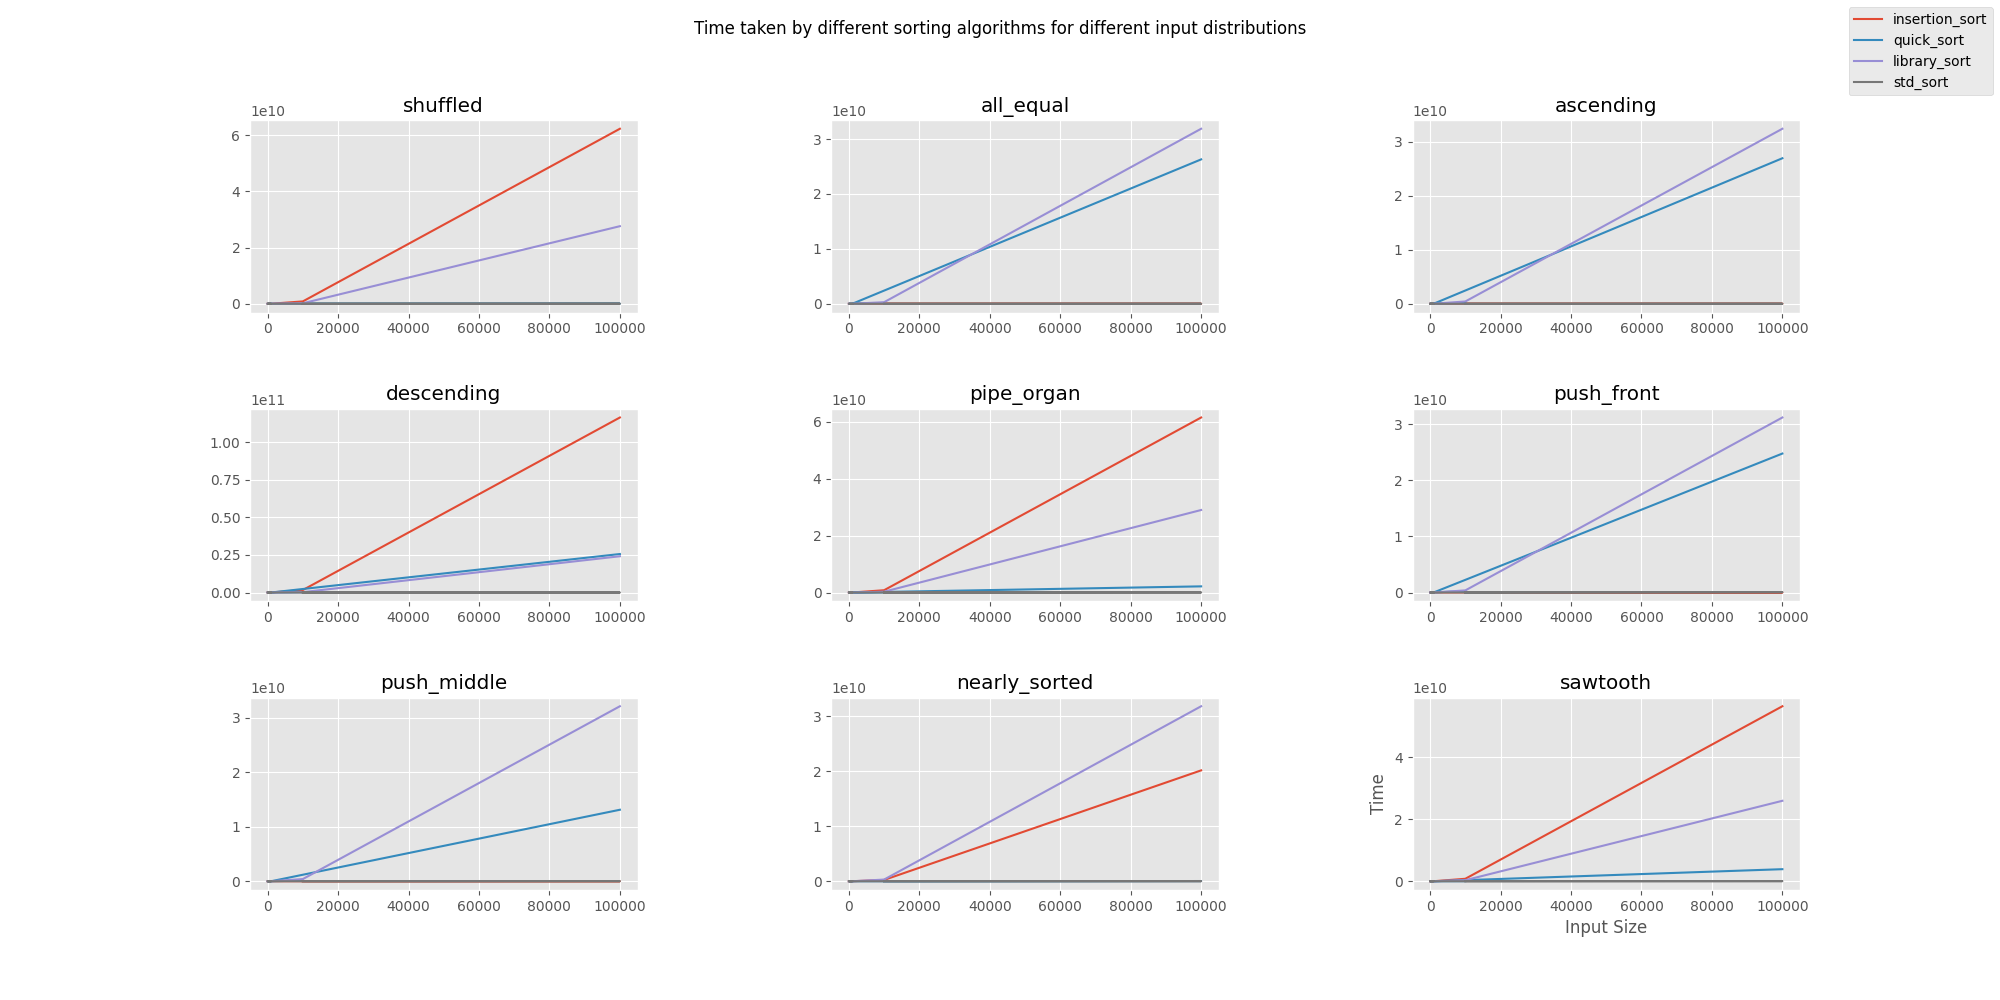 Time taken by different sorting algorithms for different input distributions
insertion_sort
quick_sort
library_sort
std_sort
shuffled
1e10
6
4
2
0
0 20000 40000 60000 80000 100000
all_equal
1e10
3
2
1
0
0 20000 40000 60000 80000 100000
ascending
1e10
3
2
1
0
0 20000 40000 60000 80000 100000
descending
1e11
1.00
0.75
0.50
0.25
0.00
0 20000 40000 60000 80000 100000
pipe_organ
1e10
6
4
2
0
0 20000 40000 60000 80000 100000
push_front
1e10
3
2
1
0
0 20000 40000 60000 80000 100000
push_middle
1e10
3
2
1
0
0 20000 40000 60000 80000 100000
nearly_sorted
1e10
3
2
1
0
0 20000 40000 60000 80000 100000
sawtooth
1e10
4
2
0
Time
0 20000 40000 60000 80000 100000
Input Size